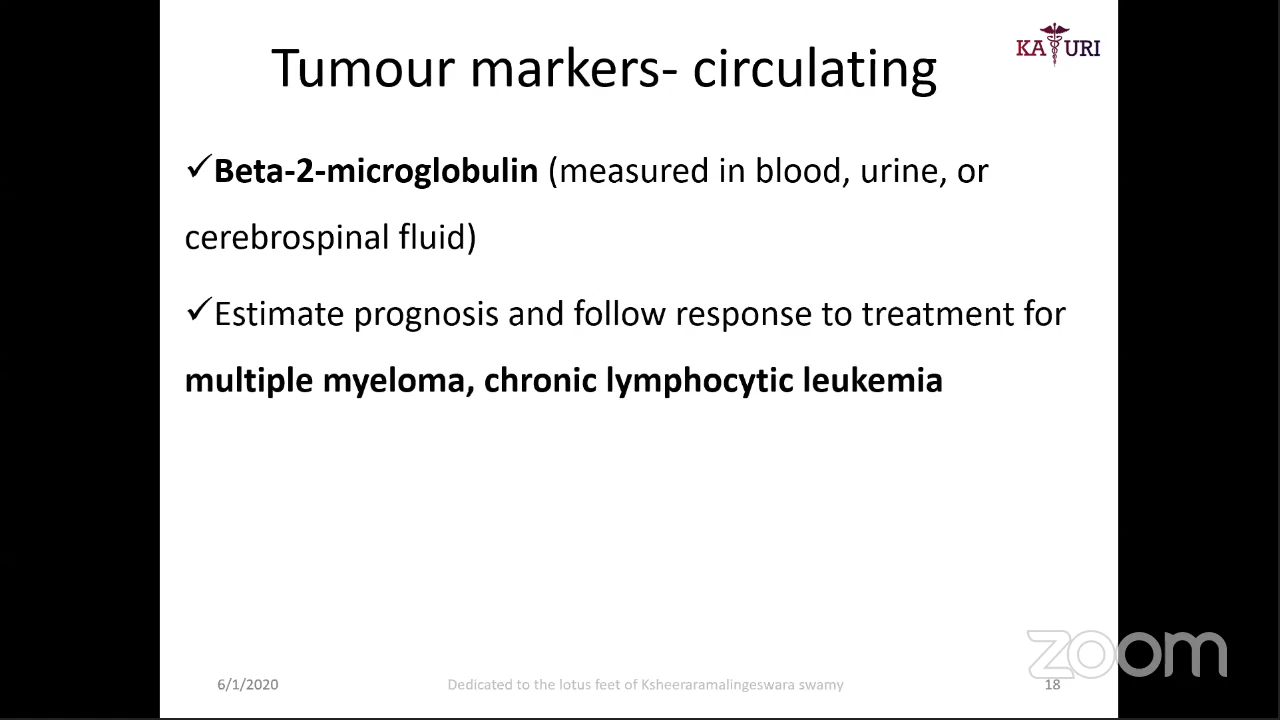 Tumour markers- circulating
KATURI
✓Beta-2-microglobulin (measured in blood, urine, or
cerebrospinal fluid)
✓Estimate prognosis and follow response to treatment for
multiple myeloma, chronic lymphocytic leukemia
zoom
6/1/2020
Dedicated to the lotus feet of Ksheeraramalingeswara swamy
18